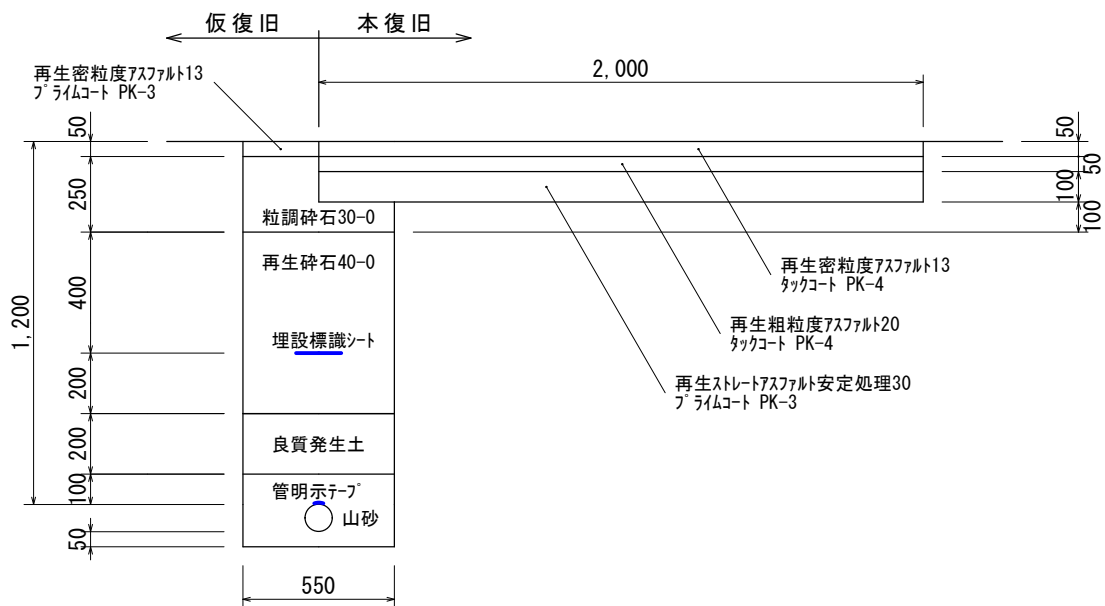 仮復旧
本復旧
再生密粒度アスファルト13
プライムコート PK-3
2,000
50
250
400
200
200
100
50
1,200
50
50
100
100
粒調砕石30-0
再生砕石40-0
埋設標識シート
良質発生土
管明示テープ
山砂
550
再生密粒度アスファルト13
タックコート PK-4
再生粗粒度アスファルト20
タックコート PK-4
再生ストレートアスファルト安定処理30
プライムコート PK-3